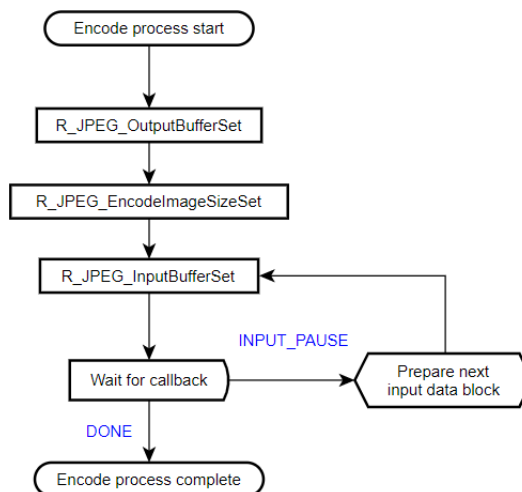 Encode process start
R_JPEG_OutputBufferSet
R_JPEG_EncodeImageSizeSet
R_JPEG_InputBufferSet
INPUT_PAUSE
Wait for callback
Prepare next
input data block
DONE
Encode process complete